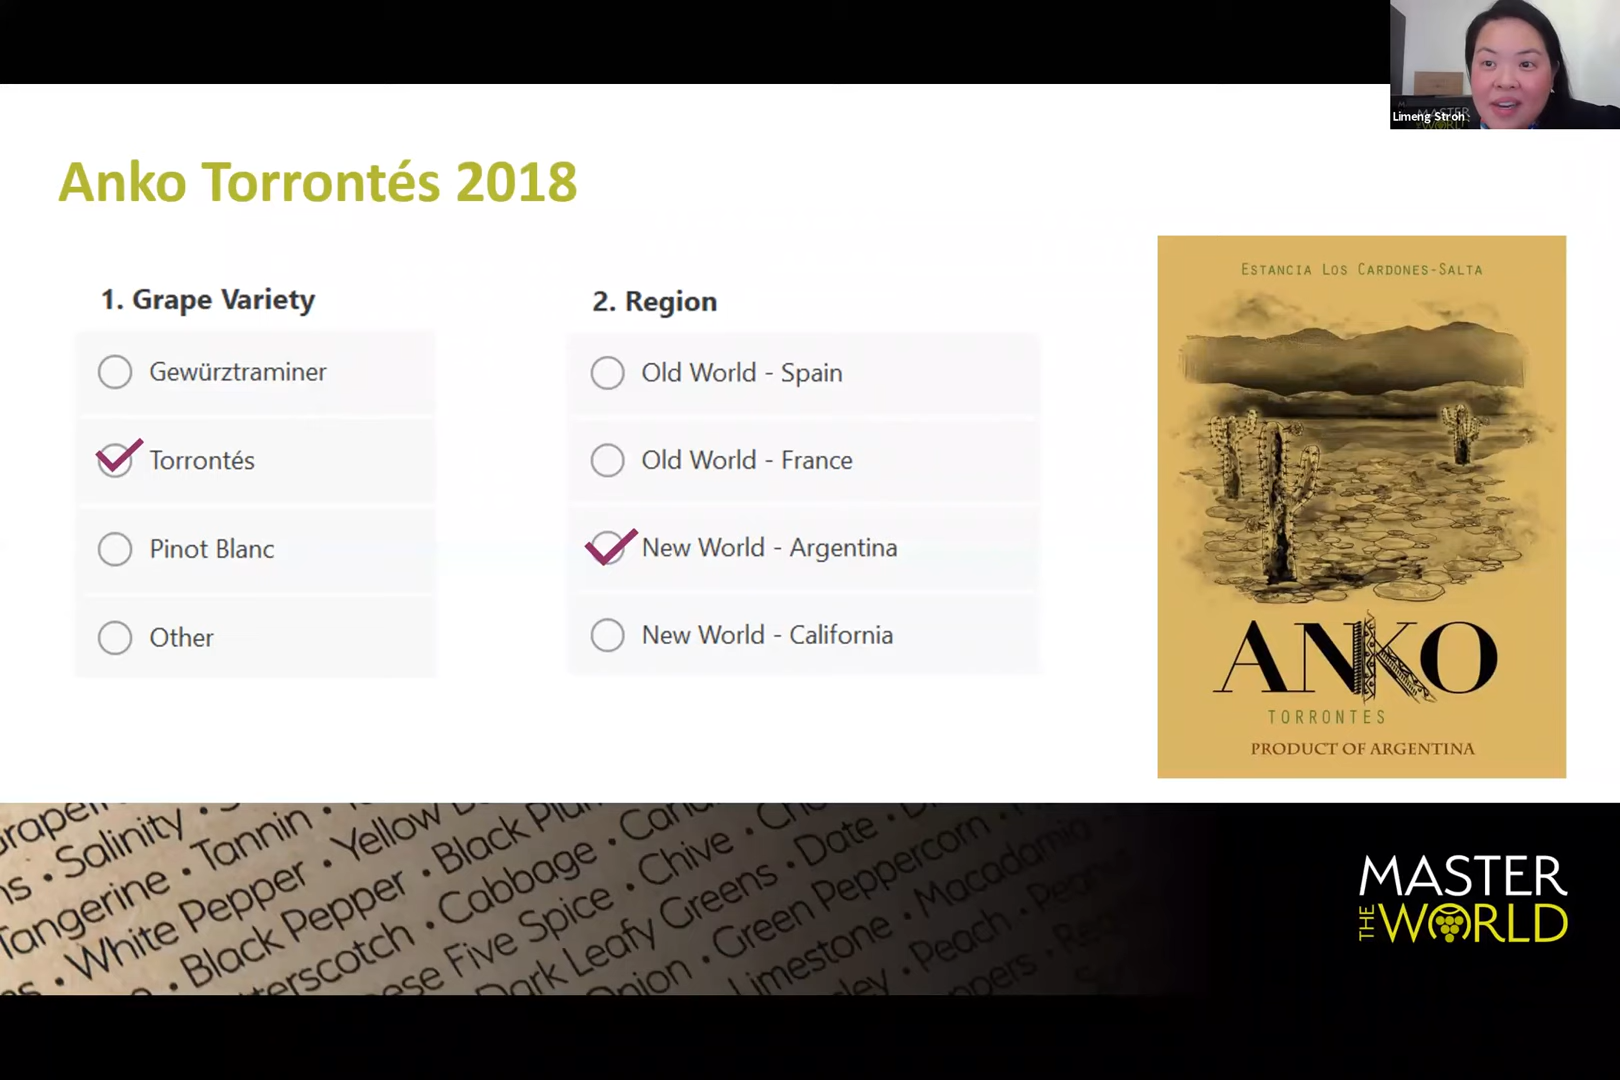 Limeng Stroh
Anko Torrontés 2018
1. Grape Variety
Gewürztraminer
Torrontés
Pinot Blanc
Other
2. Region
Old World - Spain
Old World - France
New World - Argentina
New World - California
ESTANCIA LOS CARDONES-SALTA
ANKO
TORRONTES
PRODUCT OF ARGENTINA
Salinity •
Tangerine • Tannin •
• White Pepper • Yellow
• Black Pepper • Black Plum
Cabbage •
Five Spice • Chive •
Dark Leafy Greens • Date •
Onion • Green Peppercorn •
Limestone • Macadamia
• Peach •
MASTER
THE WORLD